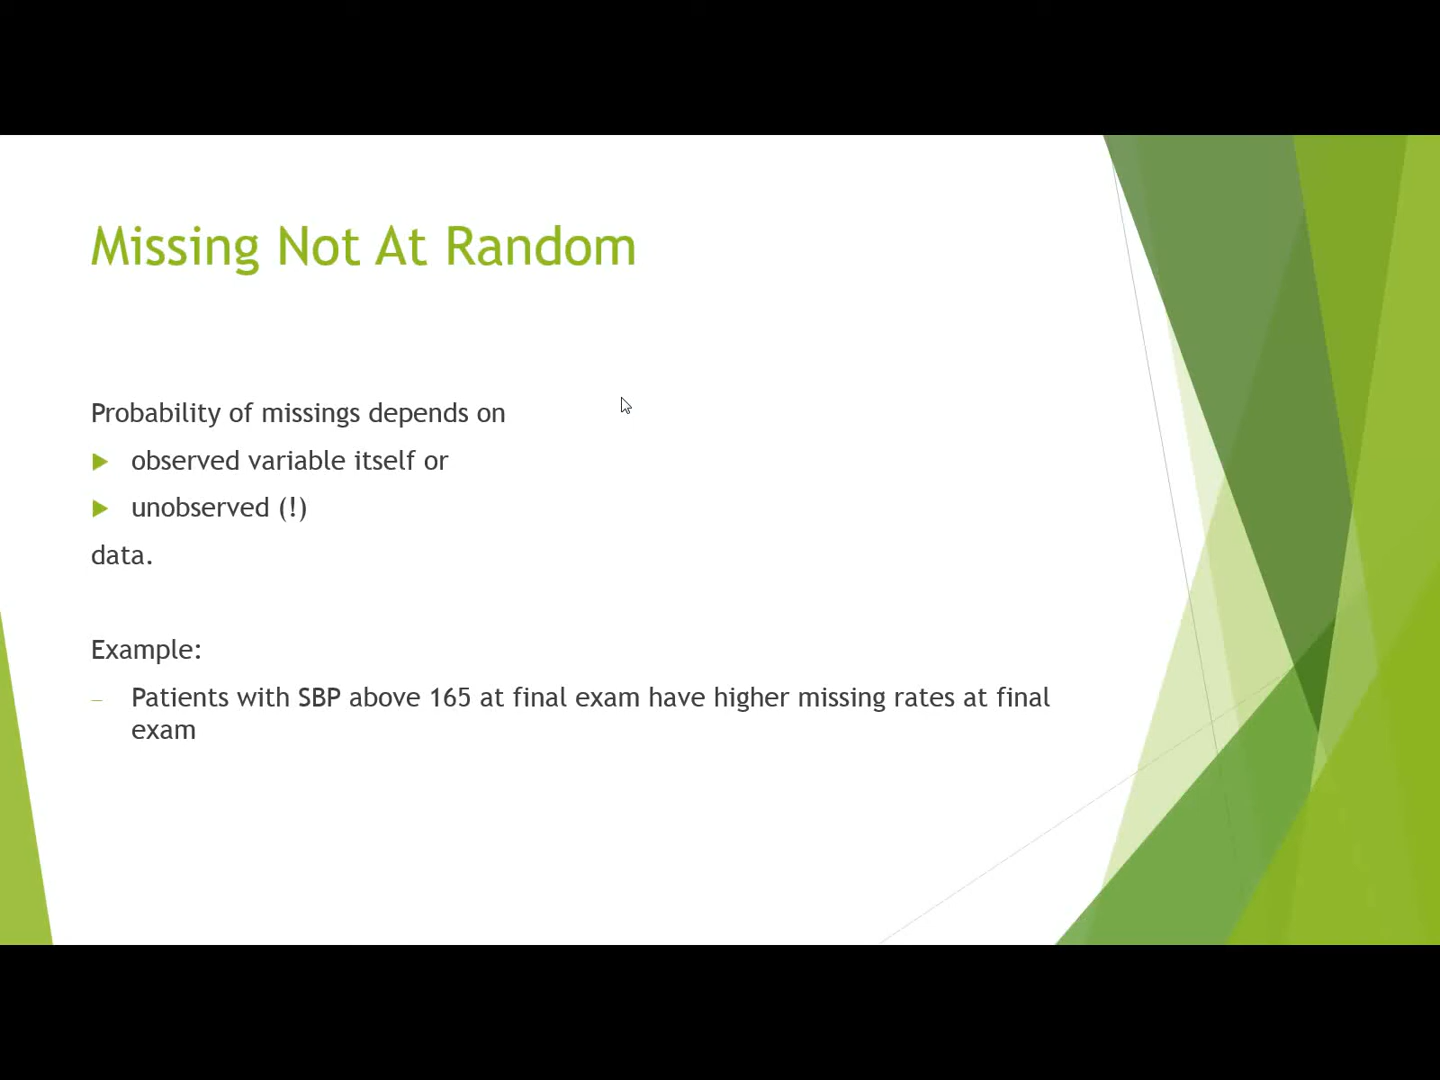 Missing Not At Random
Probability of missings depends on
observed variable itself or
unobserved (!)
data.
Example:
– Patients with SBP above 165 at final exam have higher missing rates at final
exam